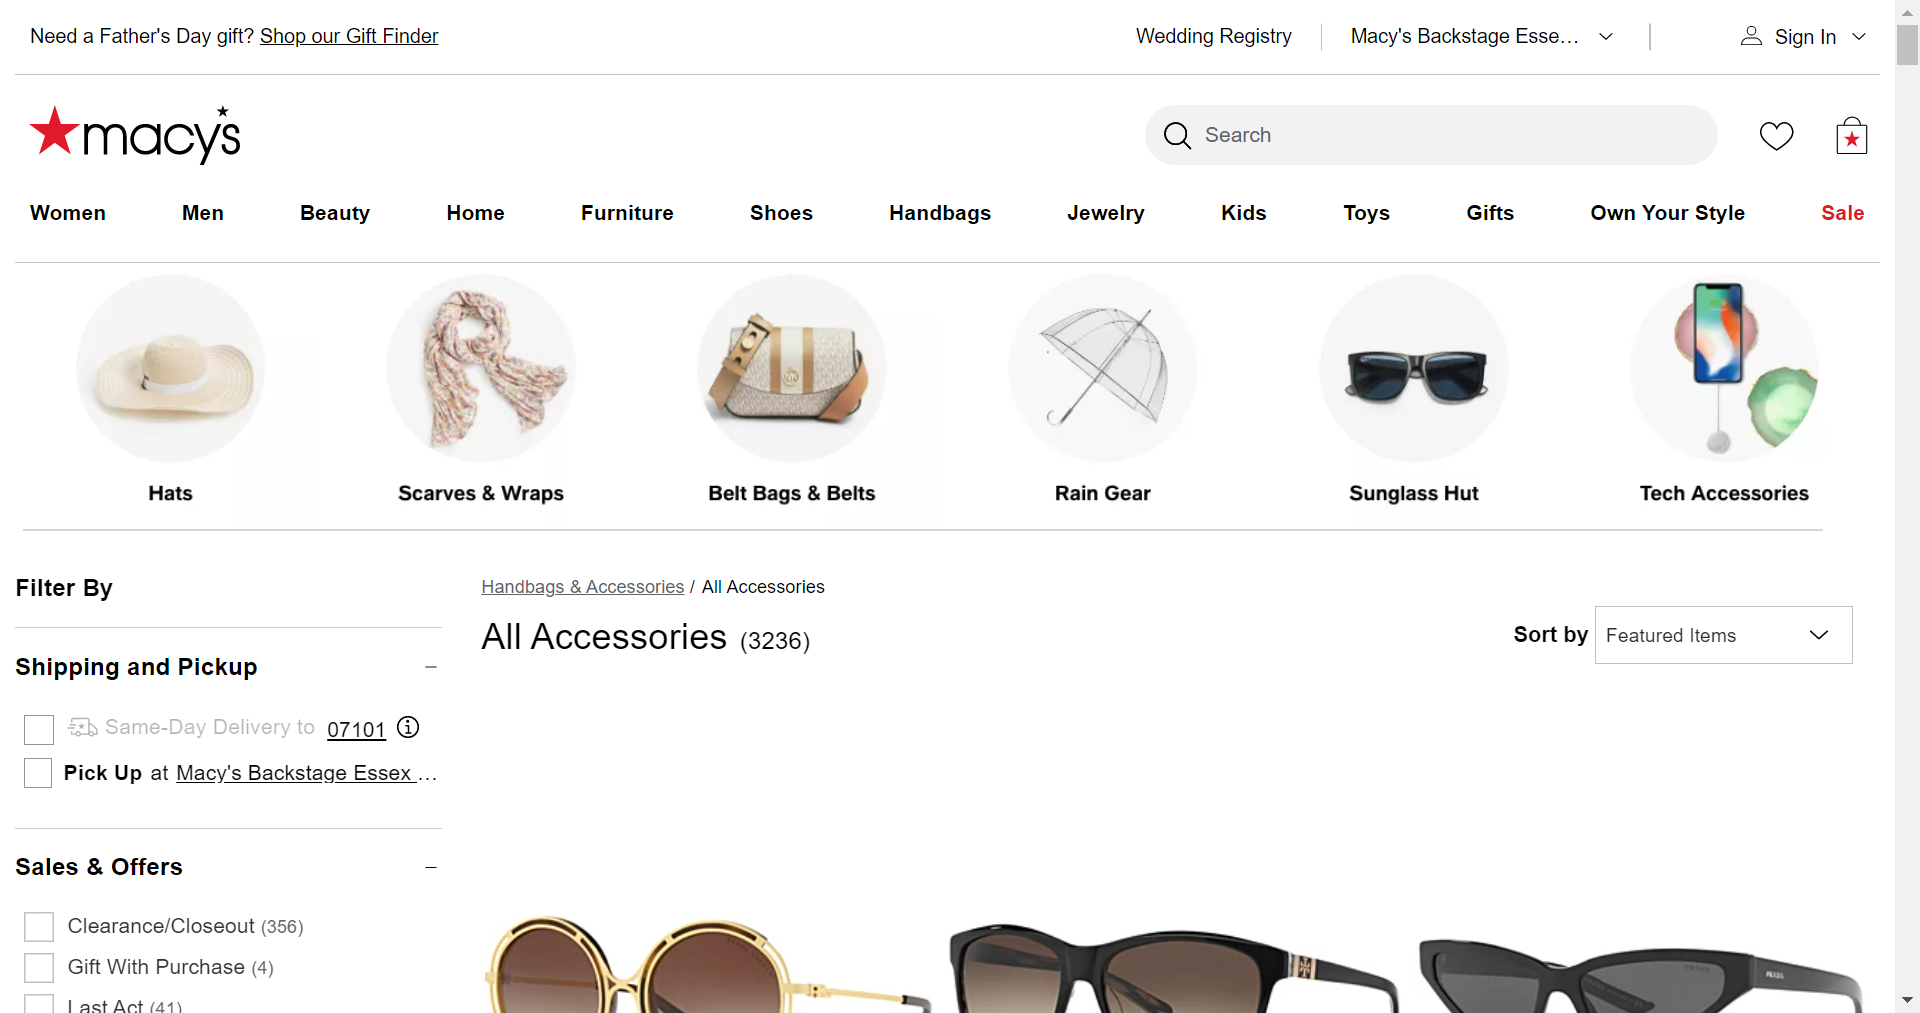 Need a Father's Day gift? Shop our Gift Finder
Wedding Registry
Macy's Backstage Esse...
Sign In
macy's
Search
Women
Men
Beauty
Home
Furniture
Shoes
Handbags
Jewelry
Kids
Toys
Gifts
Own Your Style
Sale
Hats
Scarves & Wraps
Belt Bags & Belts
Rain Gear
Sunglass Hut
Tech Accessories
Filter By
Shipping and Pickup
Same-Day Delivery to 07101
Pick Up at Macy's Backstage Essex ...
Sales & Offers
Clearance/Closeout (356)
Gift With Purchase (4)
Last Act (41)
Handbags & Accessories / All Accessories
All Accessories (3236)
Sort by
Featured Items
PRADA